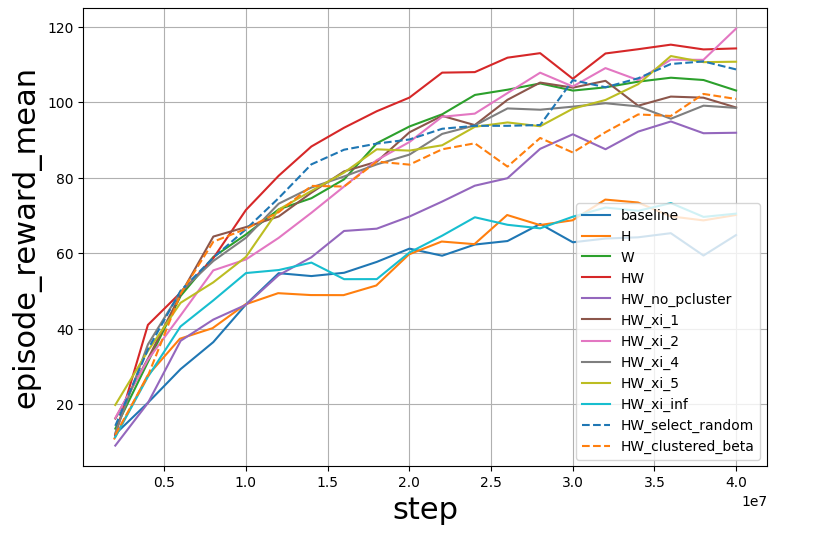 episode_reward_mean
120
100
80
60
40
20
baseline
H
W
HW
HW_no_pcluster
HW_xi_1
HW_xi_2
HW_xi_4
HW_xi_5
HW_xi_inf
HW_select_random
HW_clustered_beta
0.5 1.0 1.5 2.0 2.5 3.0 3.5 4.0
1e7
step